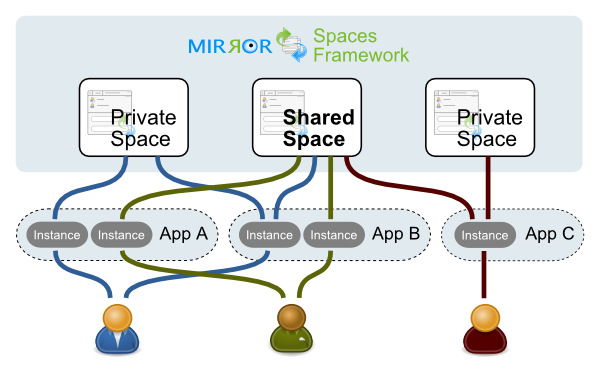 MIRROR
Spaces
Framework
Private
Space
Shared
Space
Private
Space
Instance
Instance
App A
Instance
Instance
App B
Instance
App C